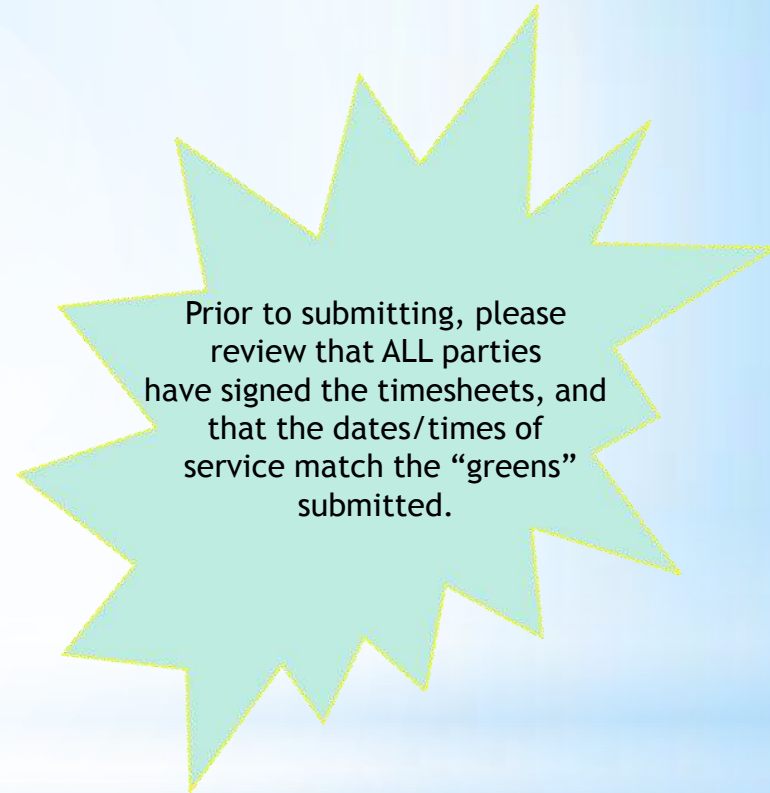 Prior to submitting, please
review that ALL parties
have signed the timesheets, and
that the dates/times of
service match the “greens”
submitted.